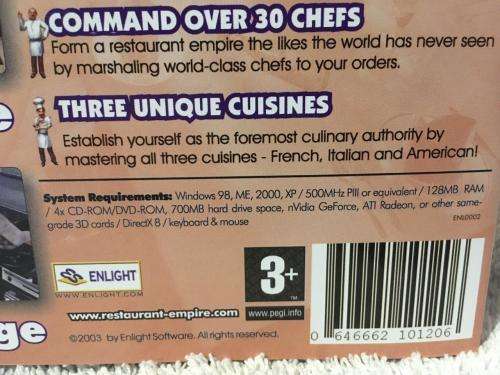 COMMAND OVER 30 CHEFS
Form a restaurant empire the likes the world has never seen
by marshaling world-class chefs to your orders.
e
THREE UNIQUE CUISINES
Establish yourself as the foremost culinary authority by
mastering all three cuisines - French, Italian and American!
System Requirements: Windows 98, ME, 2000, XP / 500MHz PIII or equivalent / 128MB RAM
/ 4x CD-ROM/DVD-ROM, 700MB hard drive space, nVidia GeForce, ATI Radeon, or other same-
grade 3D cards / DirectX 8 / keyboard & mouse
ENL0002
ENLIGHT
WWW.ENLIGHT.COM
3+
TM
www.restaurant-empire.com
www.pegi.info
ge
©2003 by Enlight Software. All rights reserved.
0 646662 101206